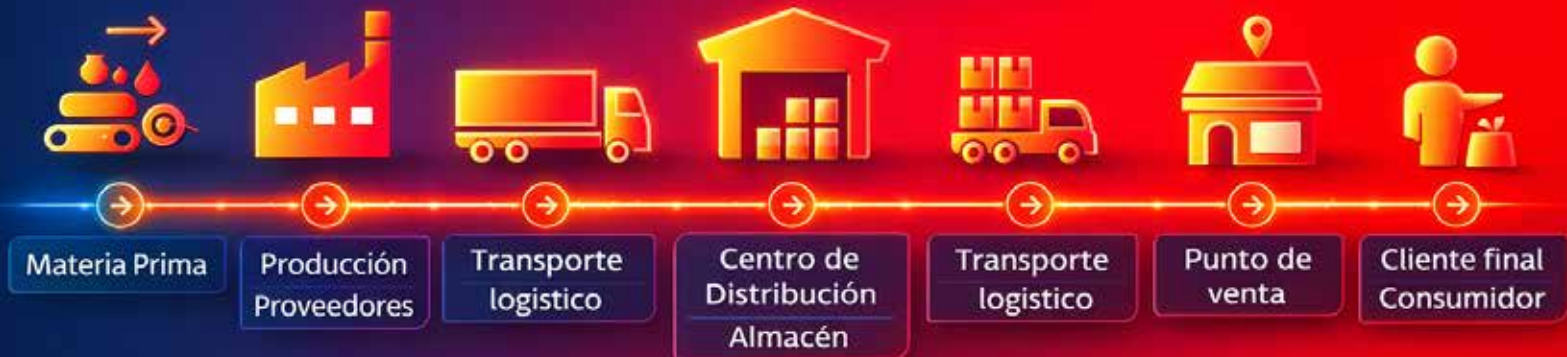 Materia Prima
Producción
Proveedores
Transporte
logistico
Centro de
Distribución
Almacén
Transporte
logistico
Punto de
venta
Cliente final
Consumidor